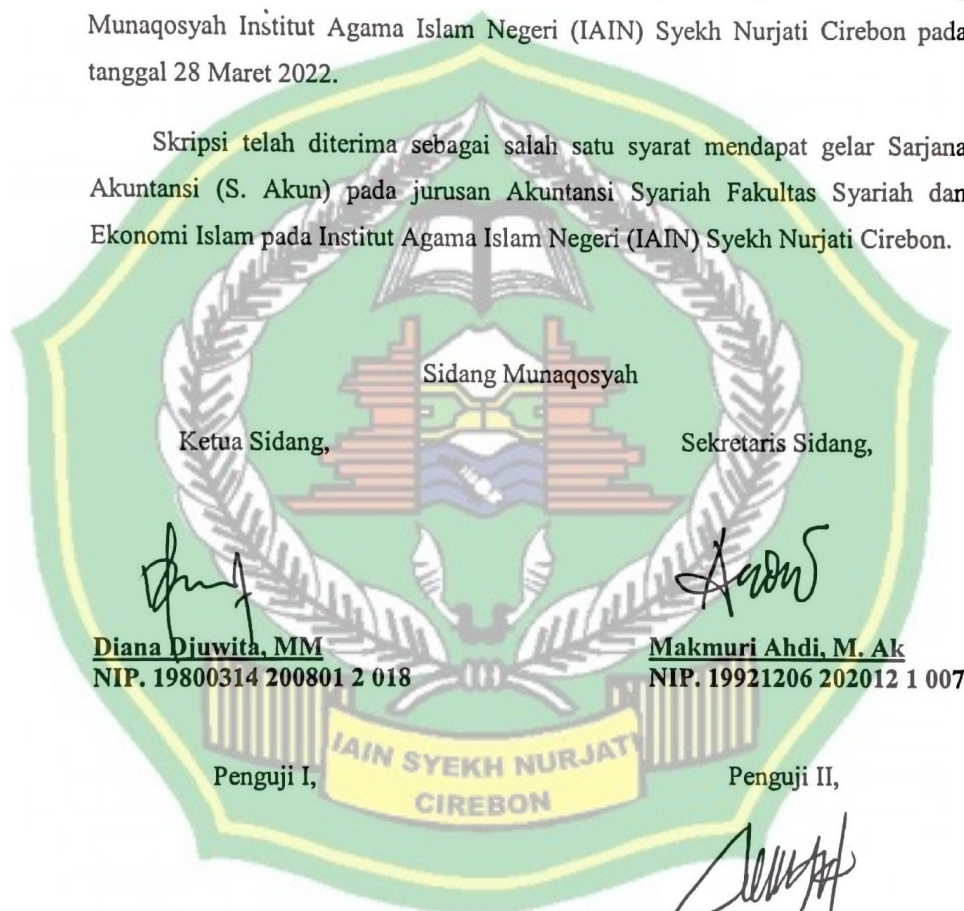 Munaqosyah Institut Agama Islam Negeri (IAIN) Syekh Nurjati Cirebon pada
tanggal 28 Maret 2022.
Skripsi telah diterima sebagai salah satu syarat mendapat gelar Sarjana
Akuntansi (S. Akun) pada jurusan Akuntansi Syariah Fakultas Syariah dan
Ekonomi Islam pada Institut Agama Islam Negeri (IAIN) Syekh Nurjati Cirebon.
Sidang Munaqosyah
Ketua Sidang,
Sekretaris Sidang,
Diana Djuwita, MM
NIP. 19800314 200801 2 018
Makmuri Ahdi, M. Ak
NIP. 19921206 202012 1 007
IAIN SYEKH NURJATI
CIREBON
Penguji I,
Penguji II,